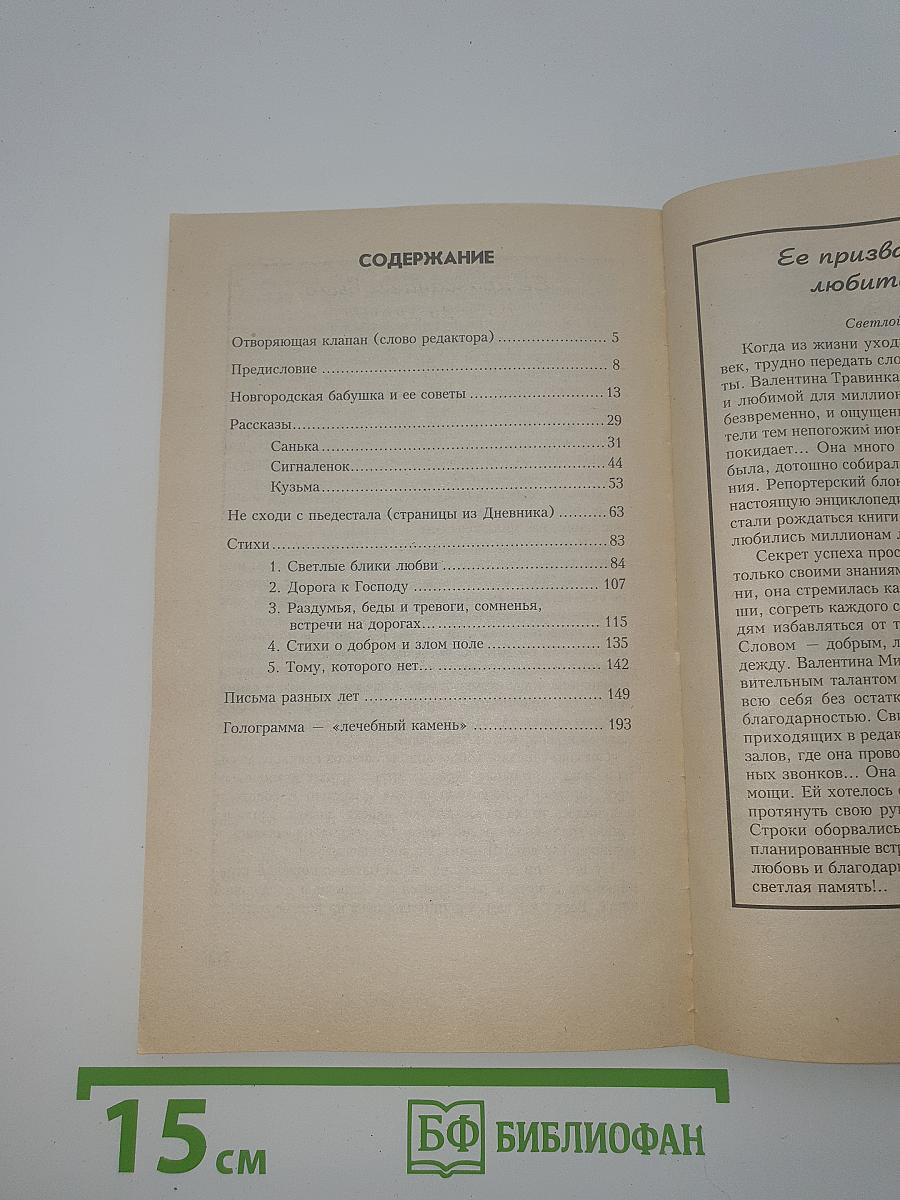 СОДЕРЖАНИЕ
Отворяющая клапан (слово редактора) ........................ 5
Предисловие ................................................................ 8
Новгородская бабушка и ее советы .............................. 13
Рассказы...................................................................... 29
Санька.................................................................. 31
Сигналенок............................................................ 44
Кузьма.................................................................. 53
Не сходи с пьедестала (страницы из Дневника) .......... 63
Стихи.......................................................................... 83
1. Светлые блики любви ...................................... 84
2. Дорога к Господу ............................................ 107
3. Раздумья, беды и тревоги, сомненья,
встречи на дорогах... ...................................... 115
4. Стихи о добром и злом поле .......................... 135
5. Тому, которого нет... ...................................... 142
Письма разных лет .................................................... 149
Голограмма — «лечебный камень» ............................ 193
Ее призва
любит
Светлой
Когда из жизни уход
век, трудно передать сло
ты. Валентина Травинка
и любимой для миллион
безвременно, и ощущен
тели тем непогожим июн
покидает... Она много
была, дотошно собирал
ния. Репортерский блок
настоящую энциклопеди
стали рождаться книги
любились миллионам л
Секрет успеха прос
только своими знаниям
ни, она стремилась ка
ши, согреть каждого с
дям избавляться от т
Словом — добрым, л
дежду. Валентина Ми
вительным талантом
всю себя без остатк
благодарностью. Сви
приходящих в редак
залов, где она прово
ных звонков... Она
мощи. Ей хотелось
протянуть свою рук
Строки оборвались
планированные встр
любовь и благодар
светлая память!..
15 см
БФ БИБЛИОФАН